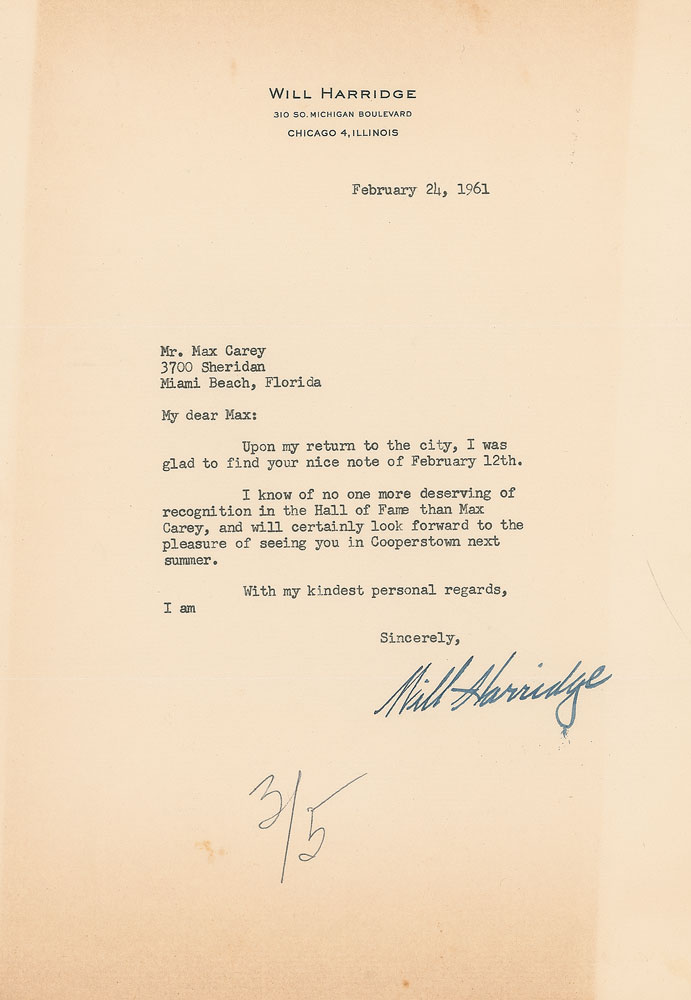 WILL HARRIDGE
310 SO. MICHIGAN BOULEVARD
CHICAGO 4, ILLINOIS
February 24, 1961
Mr. Max Carey
3700 Sheridan
Miami Beach, Florida
My dear Max:
Upon my return to the city, I was
glad to find your nice note of February 12th.
I know of no one more deserving of
recognition in the Hall of Fame than Max
Carey, and will certainly look forward to the
pleasure of seeing you in Cooperstown next
summer.
With my kindest personal regards,
I am
Sincerely,
Will Harridge
3/5